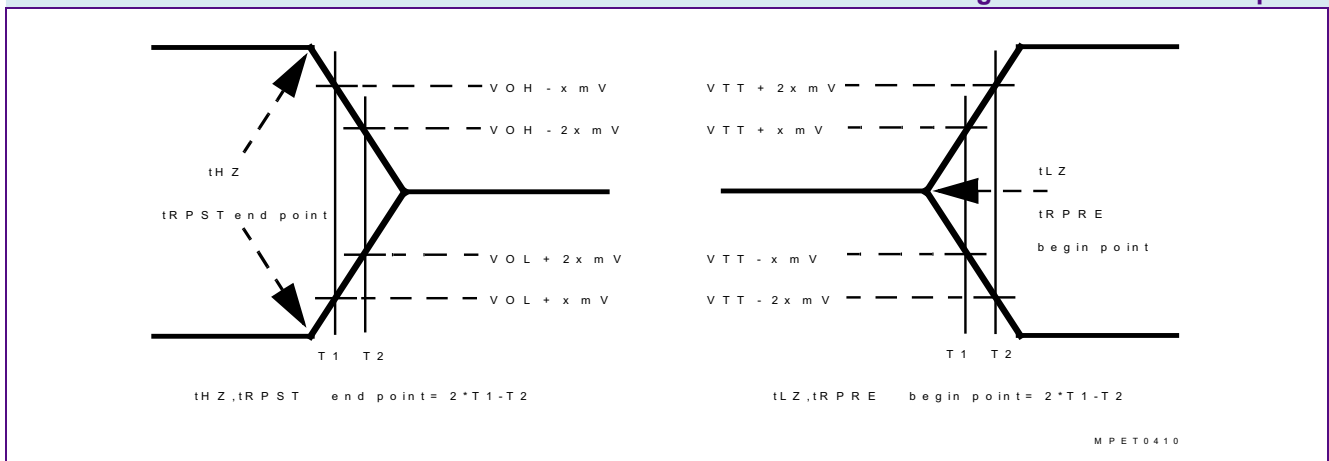 VOH - x mV
VOH - 2x mV
tHZ
tRPST end point
VOL + 2x mV
VOL + x mV
T1 T2
tHZ,tRPST end point= 2*T1-T2
VTT + 2x mV
VTT + x mV
tLZ
tRPRE
begin point
VTT - x mV
VTT - 2x mV
T1 T2
tLZ,tRPRE begin point= 2*T1-T2
MPET0410